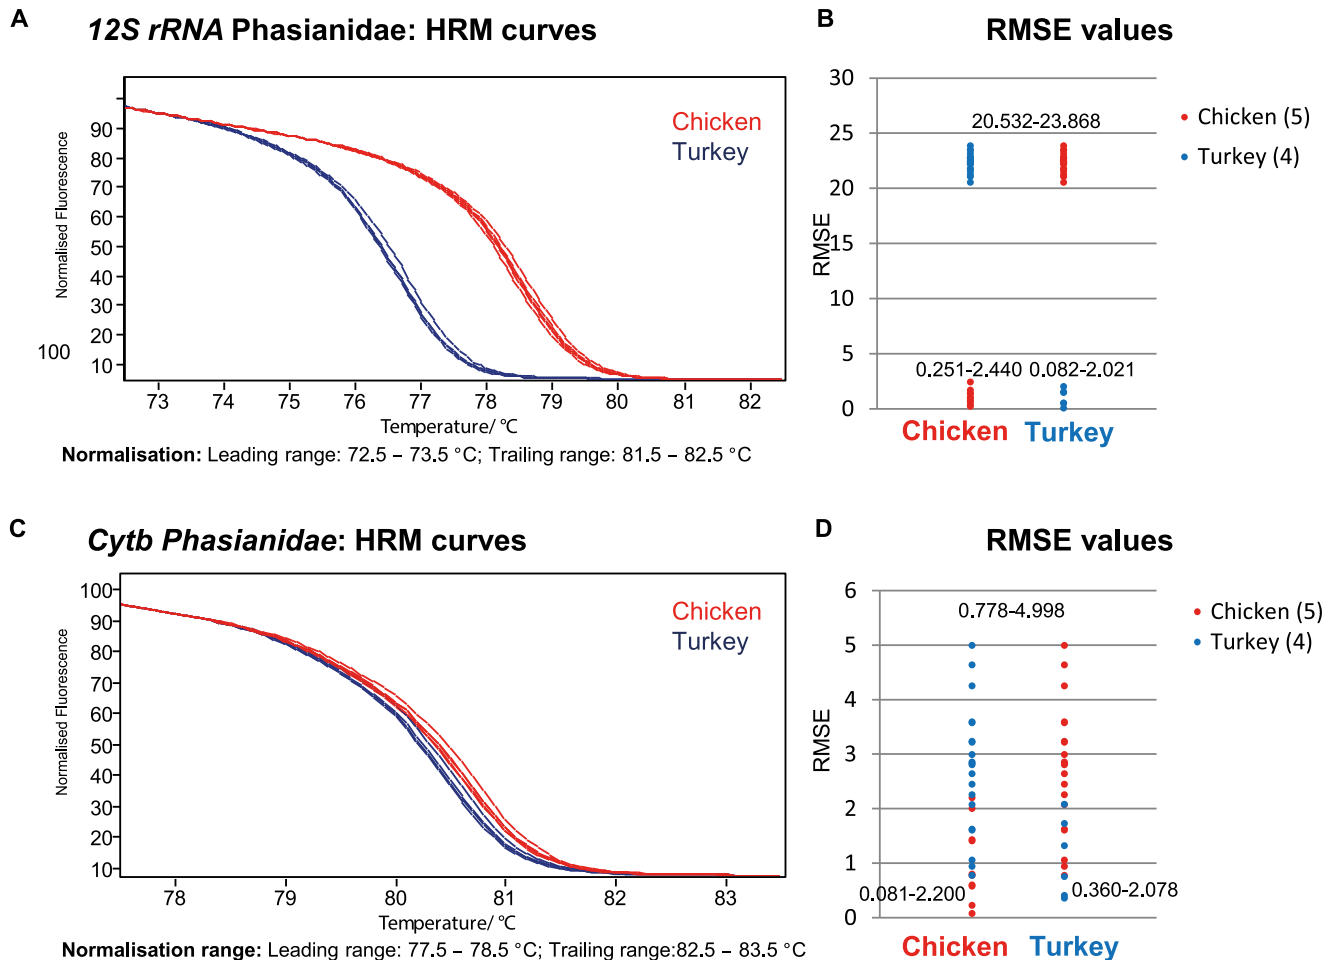 A
12S rRNA Phasianidae: HRM curves
Chicken
Turkey
Normalised Fluorescence
90
80
70
60
50
40
30
20
100
10
73 74 75 76 77 78 79 80 81 82
Temperature/ °C
Normalisation: Leading range: 72.5 – 73.5 °C; Trailing range: 81.5 – 82.5 °C
B
RMSE values
30
25
20
15
10
5
0
RMSE
20.532-23.868
0.251-2.440 0.082-2.021
Chicken Turkey
Chicken (5)
Turkey (4)
C
Cytb Phasianidae: HRM curves
Chicken
Turkey
Normalised Fluorescence
100
90
80
70
60
50
40
30
20
10
78 79 80 81 82 83
Temperature/ °C
Normalisation range: Leading range: 77.5 – 78.5 °C; Trailing range:82.5 – 83.5 °C
D
RMSE values
6
5
4
3
2
1
0
RMSE
0.778-4.998
0.081-2.200 0.360-2.078
Chicken Turkey
Chicken (5)
Turkey (4)